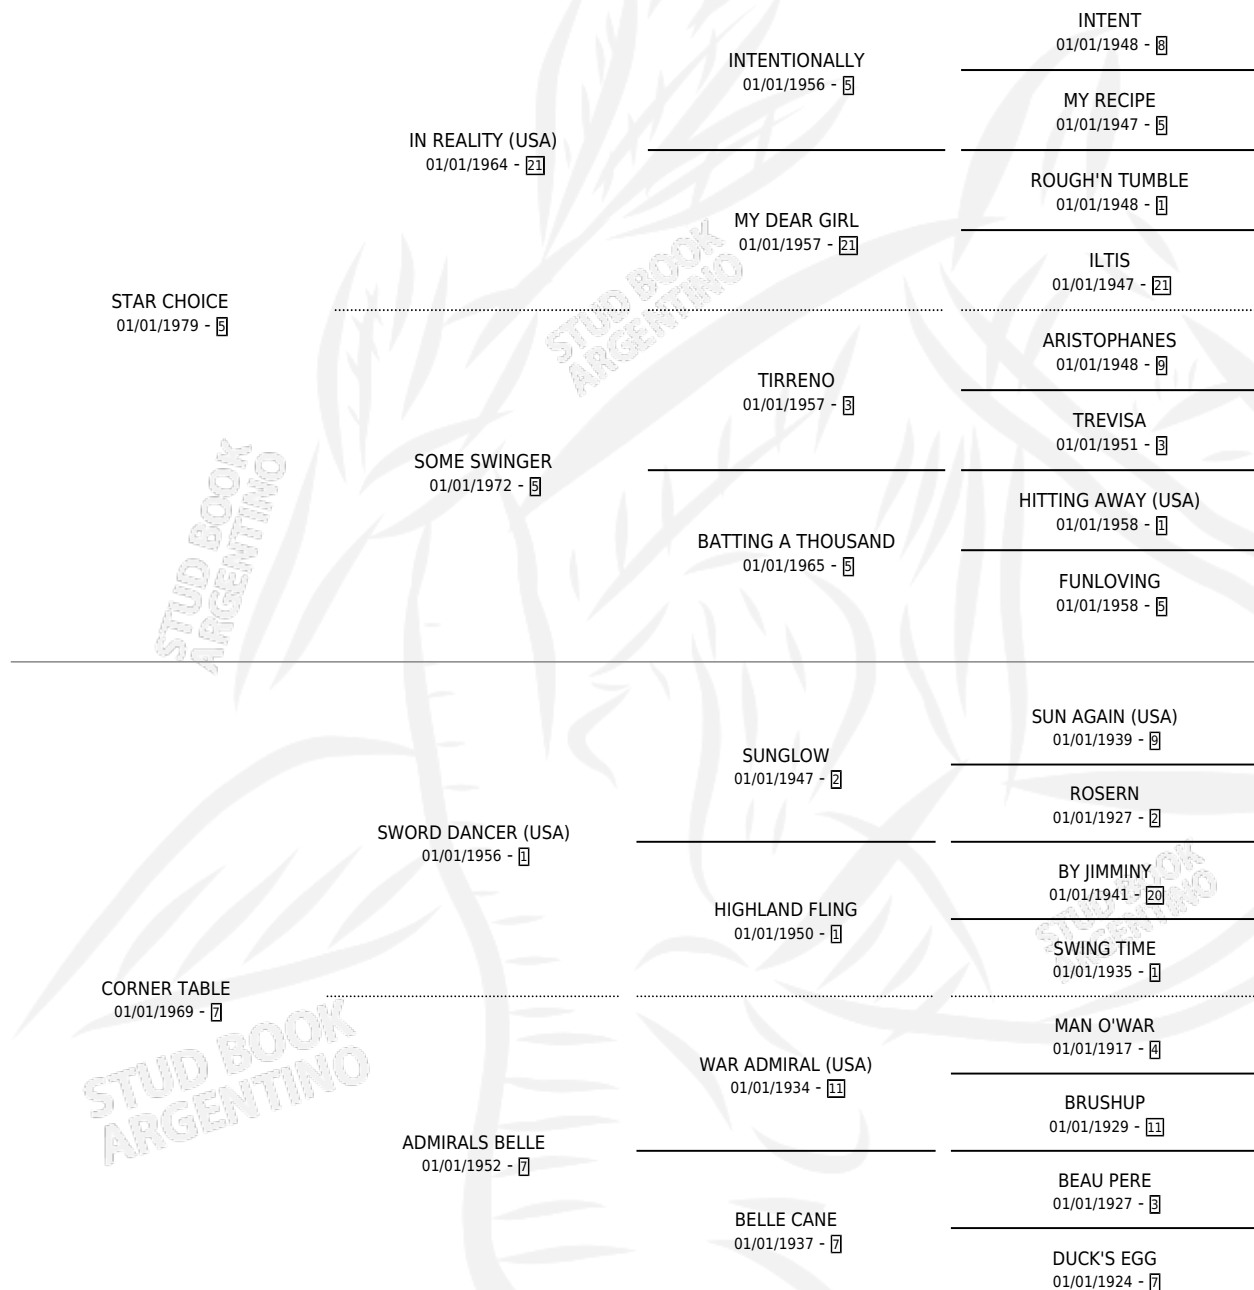 INTENT
01/01/1948 - 8
INTENTIONALLY
01/01/1956 - 5
MY RECIPE
01/01/1947 - 5
IN REALITY (USA)
01/01/1964 - 21
ROUGH'N TUMBLE
01/01/1948 - 1
MY DEAR GIRL
01/01/1957 - 21
ILTIS
01/01/1947 - 21
STAR CHOICE
01/01/1979 - 5
STUD BOOK
ARGENTINO
ARISTOPHANES
01/01/1948 - 9
TIRRENO
01/01/1957 - 3
TREVISA
01/01/1951 - 3
SOME SWINGER
01/01/1972 - 5
HITTING AWAY (USA)
01/01/1958 - 1
BATTING A THOUSAND
01/01/1965 - 5
FUNLOVING
01/01/1958 - 5
STUD BOOK
ARGENTINO
SUN AGAIN (USA)
01/01/1939 - 9
SUNGLOW
01/01/1947 - 2
ROSERN
01/01/1927 - 2
SWORD DANCER (USA)
01/01/1956 - 1
BY JIMMINY
01/01/1941 - 20
HIGHLAND FLING
01/01/1950 - 1
STUD BOOK
ARGENTINO
SWING TIME
01/01/1935 - 1
CORNER TABLE
01/01/1969 - 7
STUD BOOK
ARGENTINO
MAN O'WAR
01/01/1917 - 4
WAR ADMIRAL (USA)
01/01/1934 - 11
BRUSHUP
01/01/1929 - 11
ADMIRALS BELLE
01/01/1952 - 7
BEAU PERE
01/01/1927 - 3
BELLE CANE
01/01/1937 - 7
DUCK'S EGG
01/01/1924 - 7